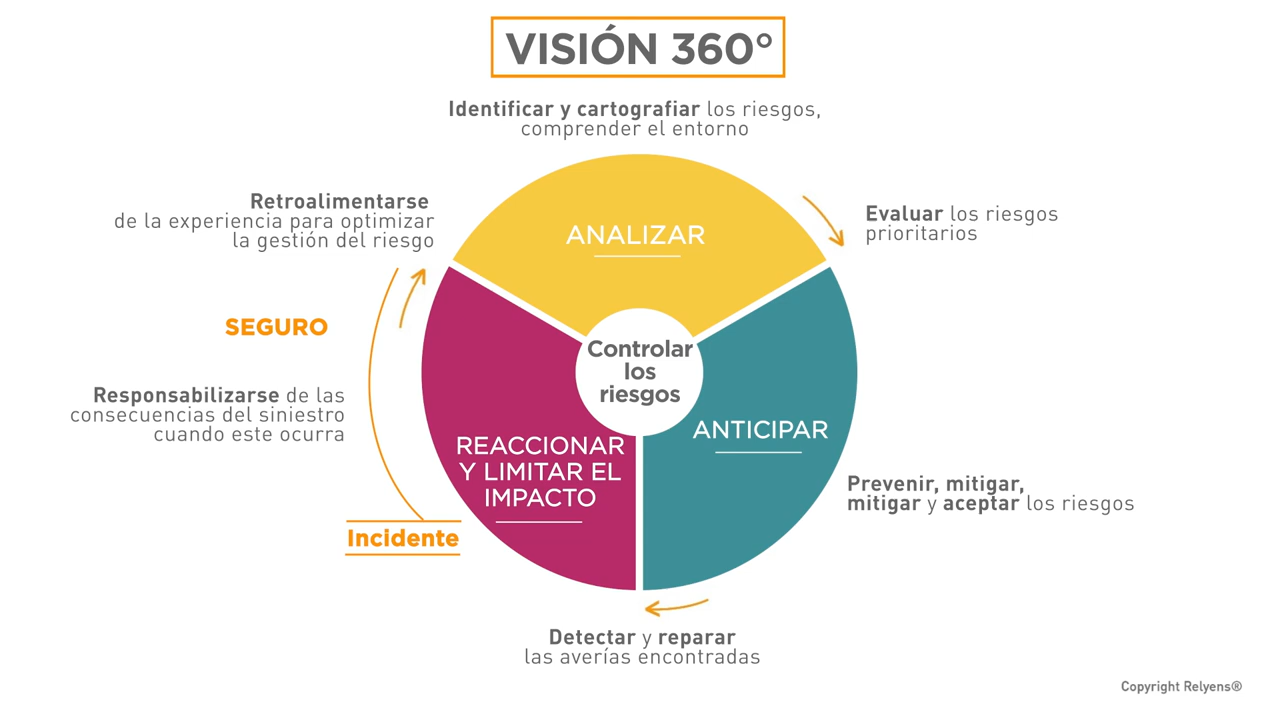 VISIÓN 360°
Identificar y cartografiar los riesgos,
comprender el entorno
Retroalimentarse
de la experiencia para optimizar
la gestión del riesgo
Evaluar los riesgos
prioritarios
ANALIZAR
SEGURO
Controlar
los
riesgos
Responsabilizarse de las
consecuencias del siniestro
cuando este ocurra
ANTICIPAR
REACCIONAR
Y LIMITAR EL
IMPACTO
Prevenir, mitigar,
mitigar y aceptar los riesgos
Incidente
Detectar y reparar
las averías encontradas
Copyright Relyens®